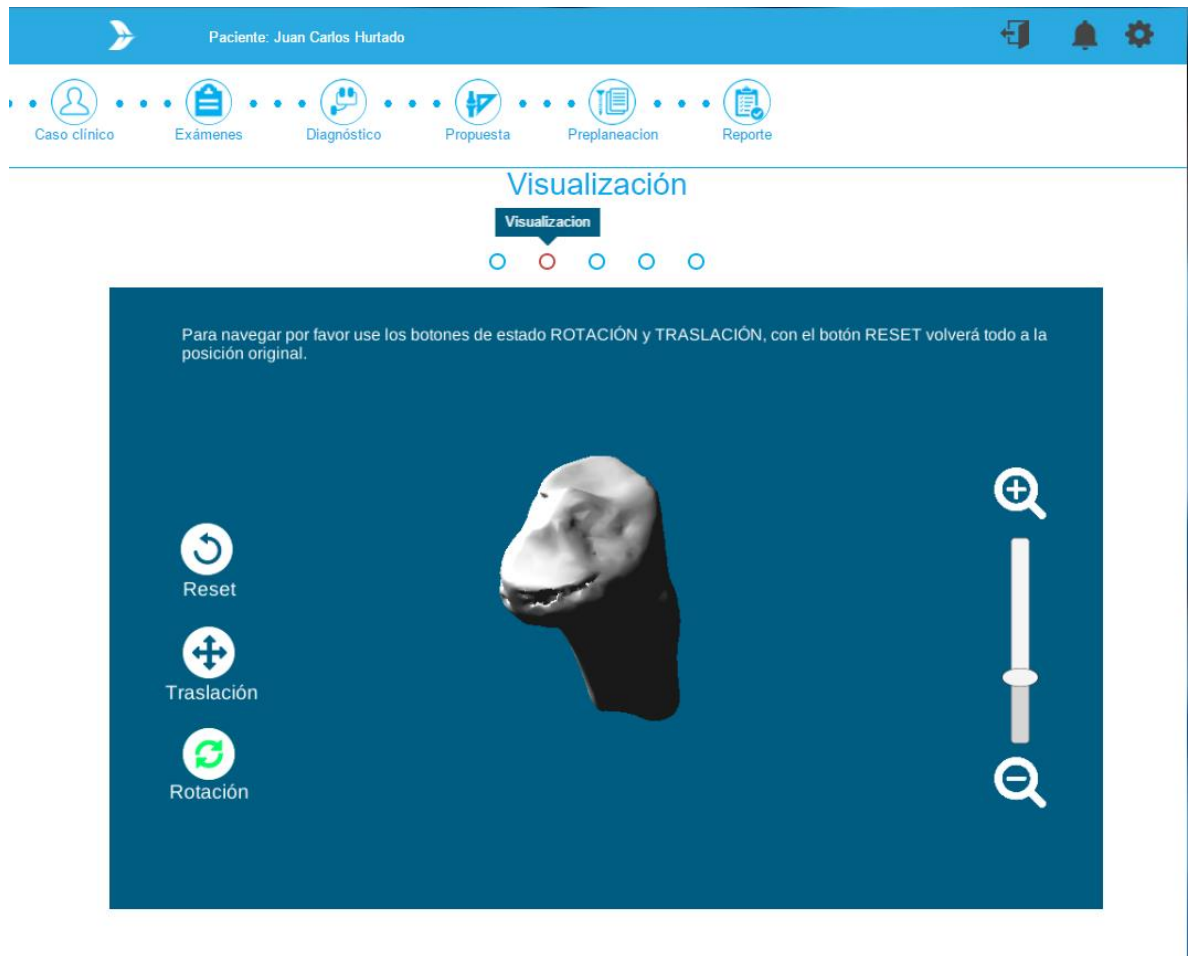 Paciente: Juan Carlos Hurtado
Caso clínico
Exámenes
Diagnóstico
Propuesta
Preplaneacion
Reporte
Visualización
Visualizacion
Para navegar por favor use los botones de estado ROTACIÓN y TRASLACIÓN, con el botón RESET volverá todo a la
posición original.
Reset
Traslación
Rotación